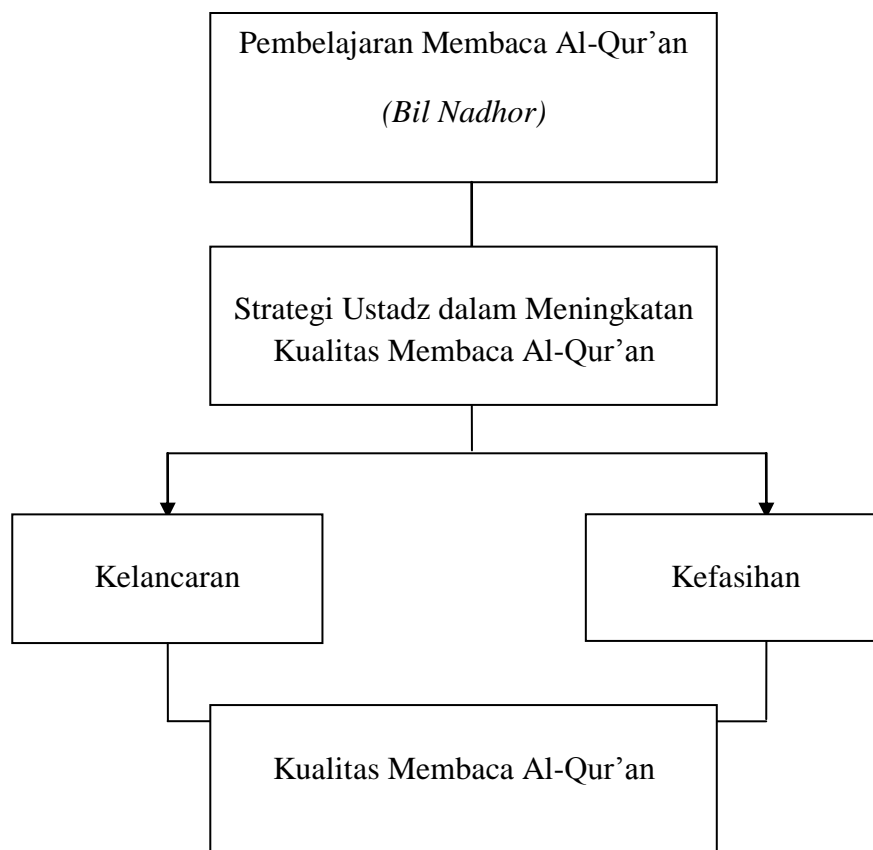 Pembelajaran Membaca Al-Qur’an
(Bil Nadhor)
Strategi Ustadz dalam Meningkatan
Kualitas Membaca Al-Qur’an
Kelancaran
Kefasihan
Kualitas Membaca Al-Qur’an